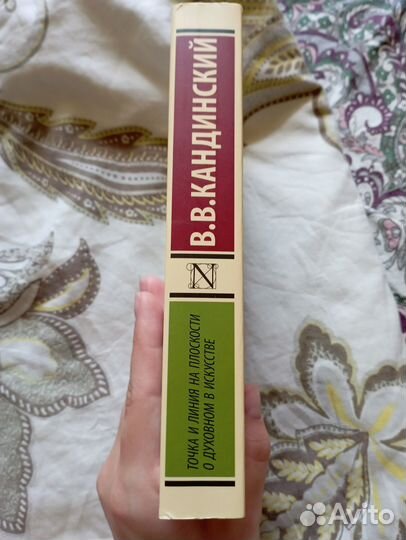 В.В.КАНДИНСКИЙ
N
ТОЧКА И ЛИНИЯ НА ПЛОСКОСТИ
О ДУХОВНОМ В ИСКУССТВЕ
Avito